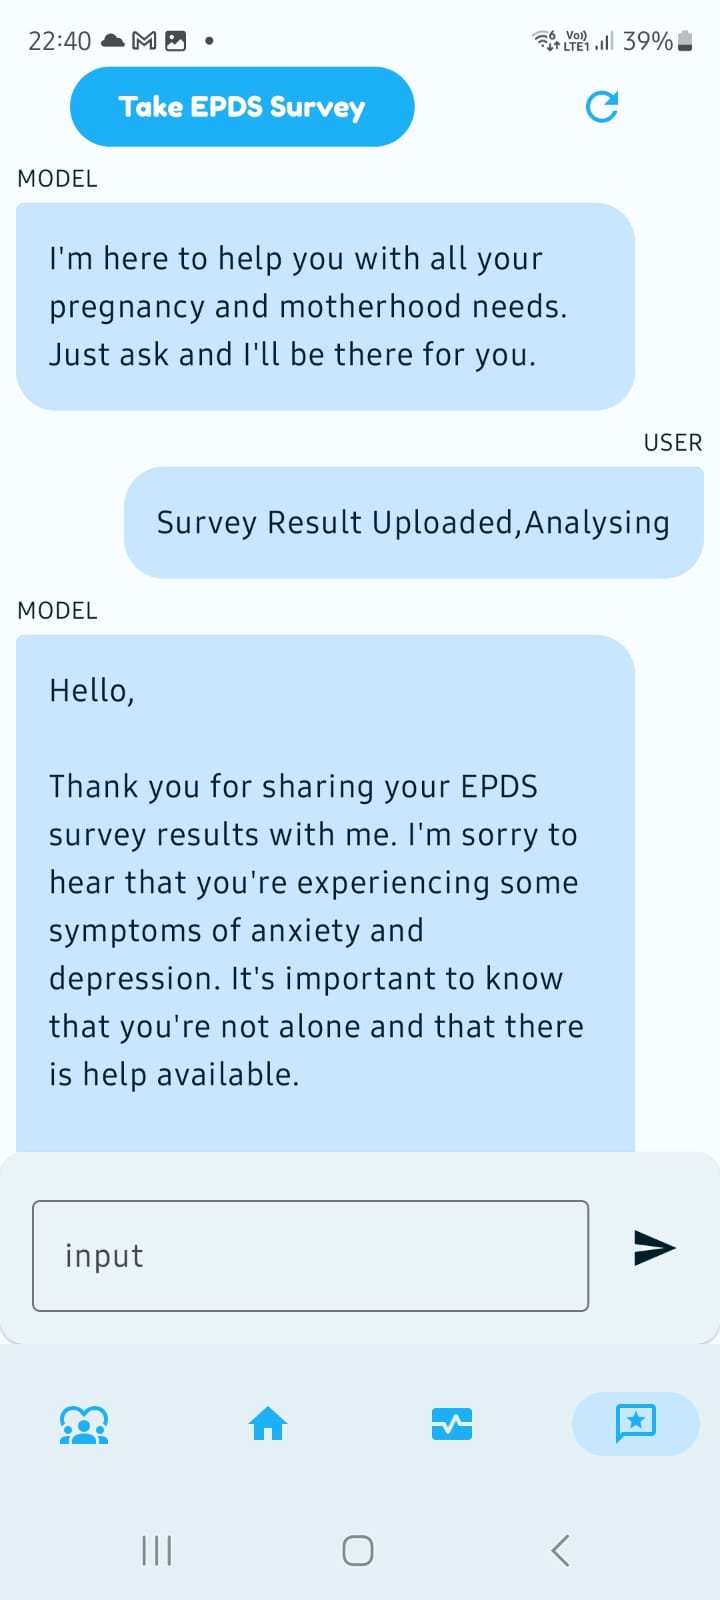 22:40
Vo)) LTE1 39%
Take EPDS Survey
MODEL
I'm here to help you with all your
pregnancy and motherhood needs.
Just ask and I'll be there for you.
USER
Survey Result Uploaded,Analysing
MODEL
Hello,
Thank you for sharing your EPDS
survey results with me. I'm sorry to
hear that you're experiencing some
symptoms of anxiety and
depression. It's important to know
that you're not alone and that there
is help available.
input